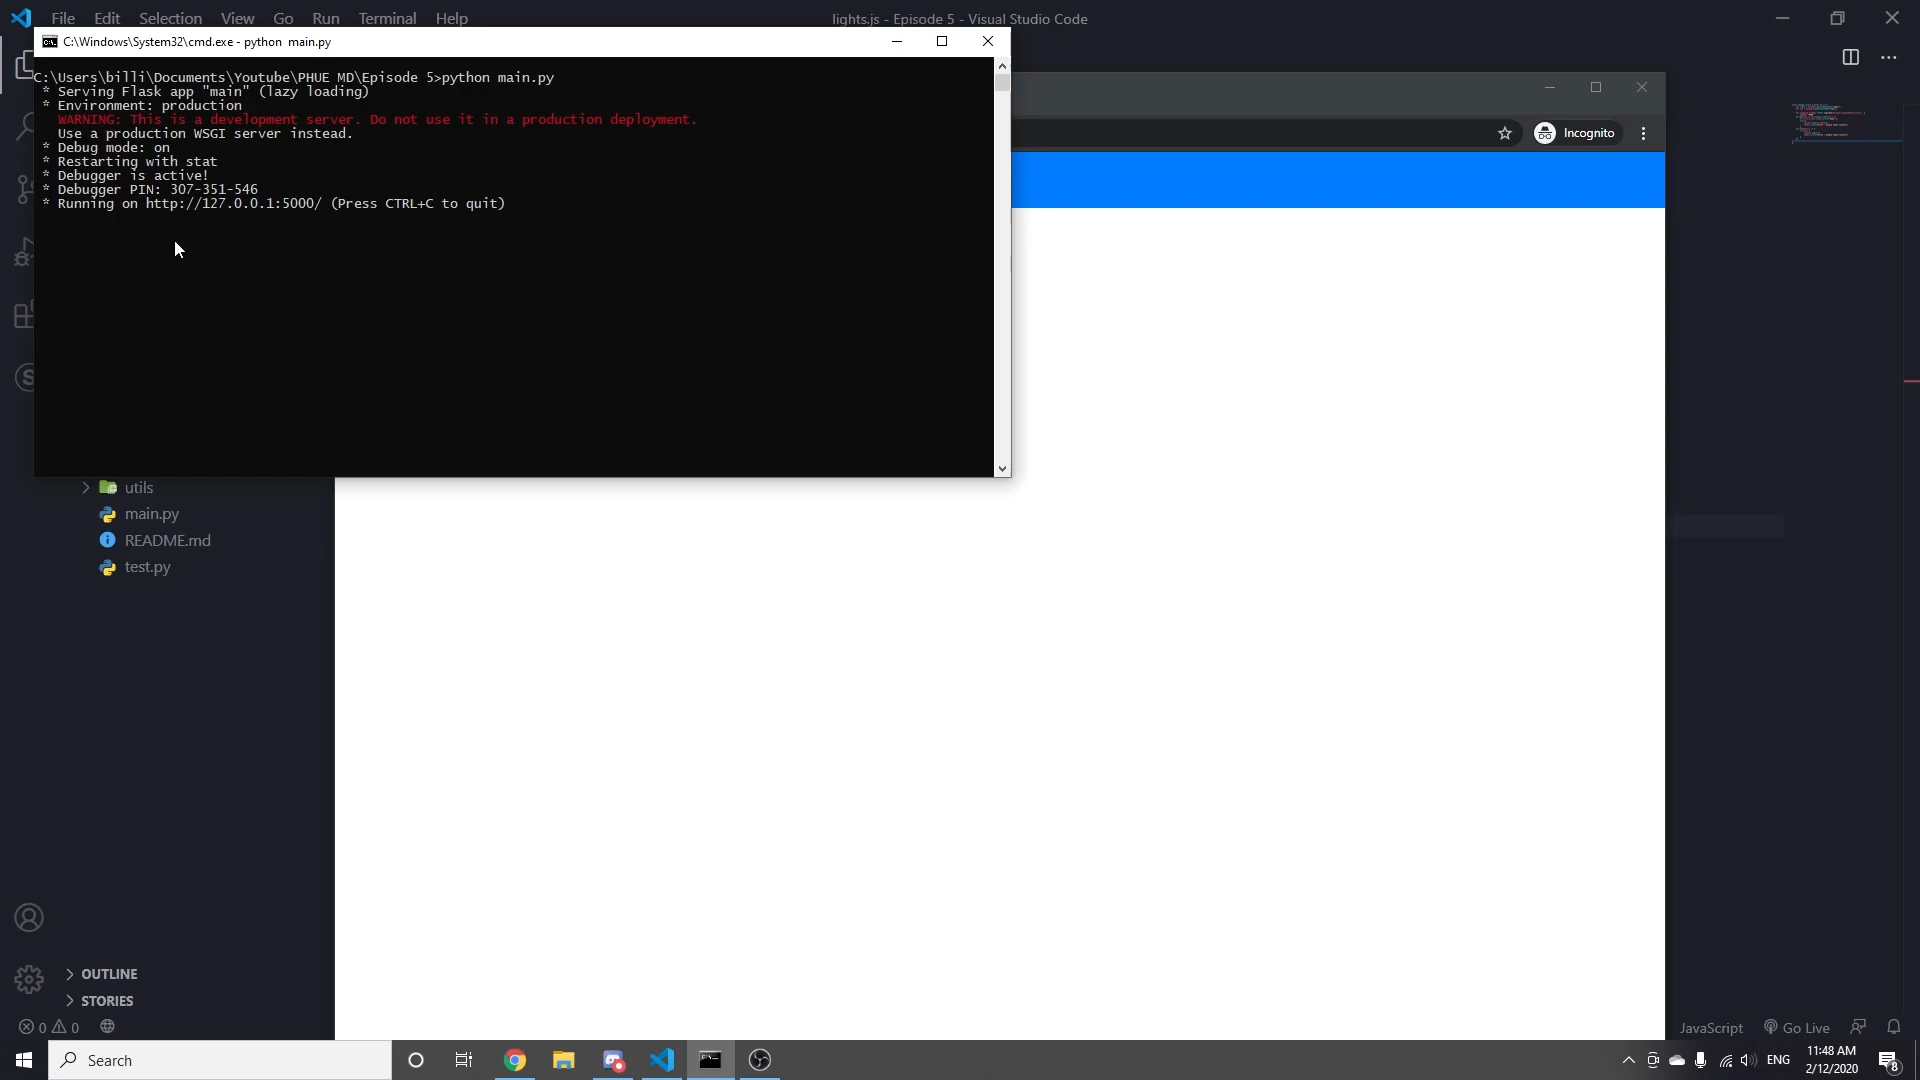 File Edit Selection View Go Run Terminal Help
lights.js - Episode 5 - Visual Studio Code
C:\Windows\System32\cmd.exe - python  main.py
C:\Users\billi\Documents\Youtube\PHUE MD\Episode 5>python main.py
* Serving Flask app "main" (lazy loading)
* Environment: production
WARNING: This is a development server. Do not use it in a production deployment.
Use a production WSGI server instead.
* Debug mode: on
* Restarting with stat
* Debugger is active!
* Debugger PIN: 307-351-546
* Running on http://127.0.0.1:5000/ (Press CTRL+C to quit)
Incognito
utils
main.py
README.md
test.py
OUTLINE
STORIES
0 0
JavaScript Go Live
Search
ENG
11:48 AM
2/12/2020
8